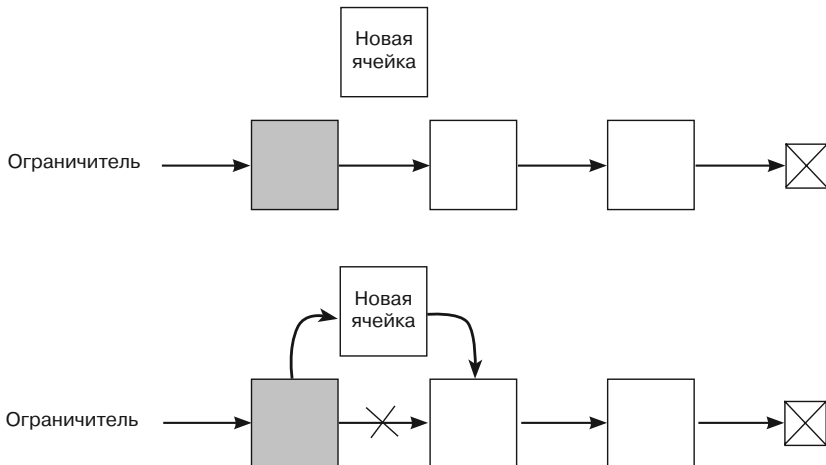 Новая
ячейка
Ограничитель
Новая
ячейка
Ограничитель